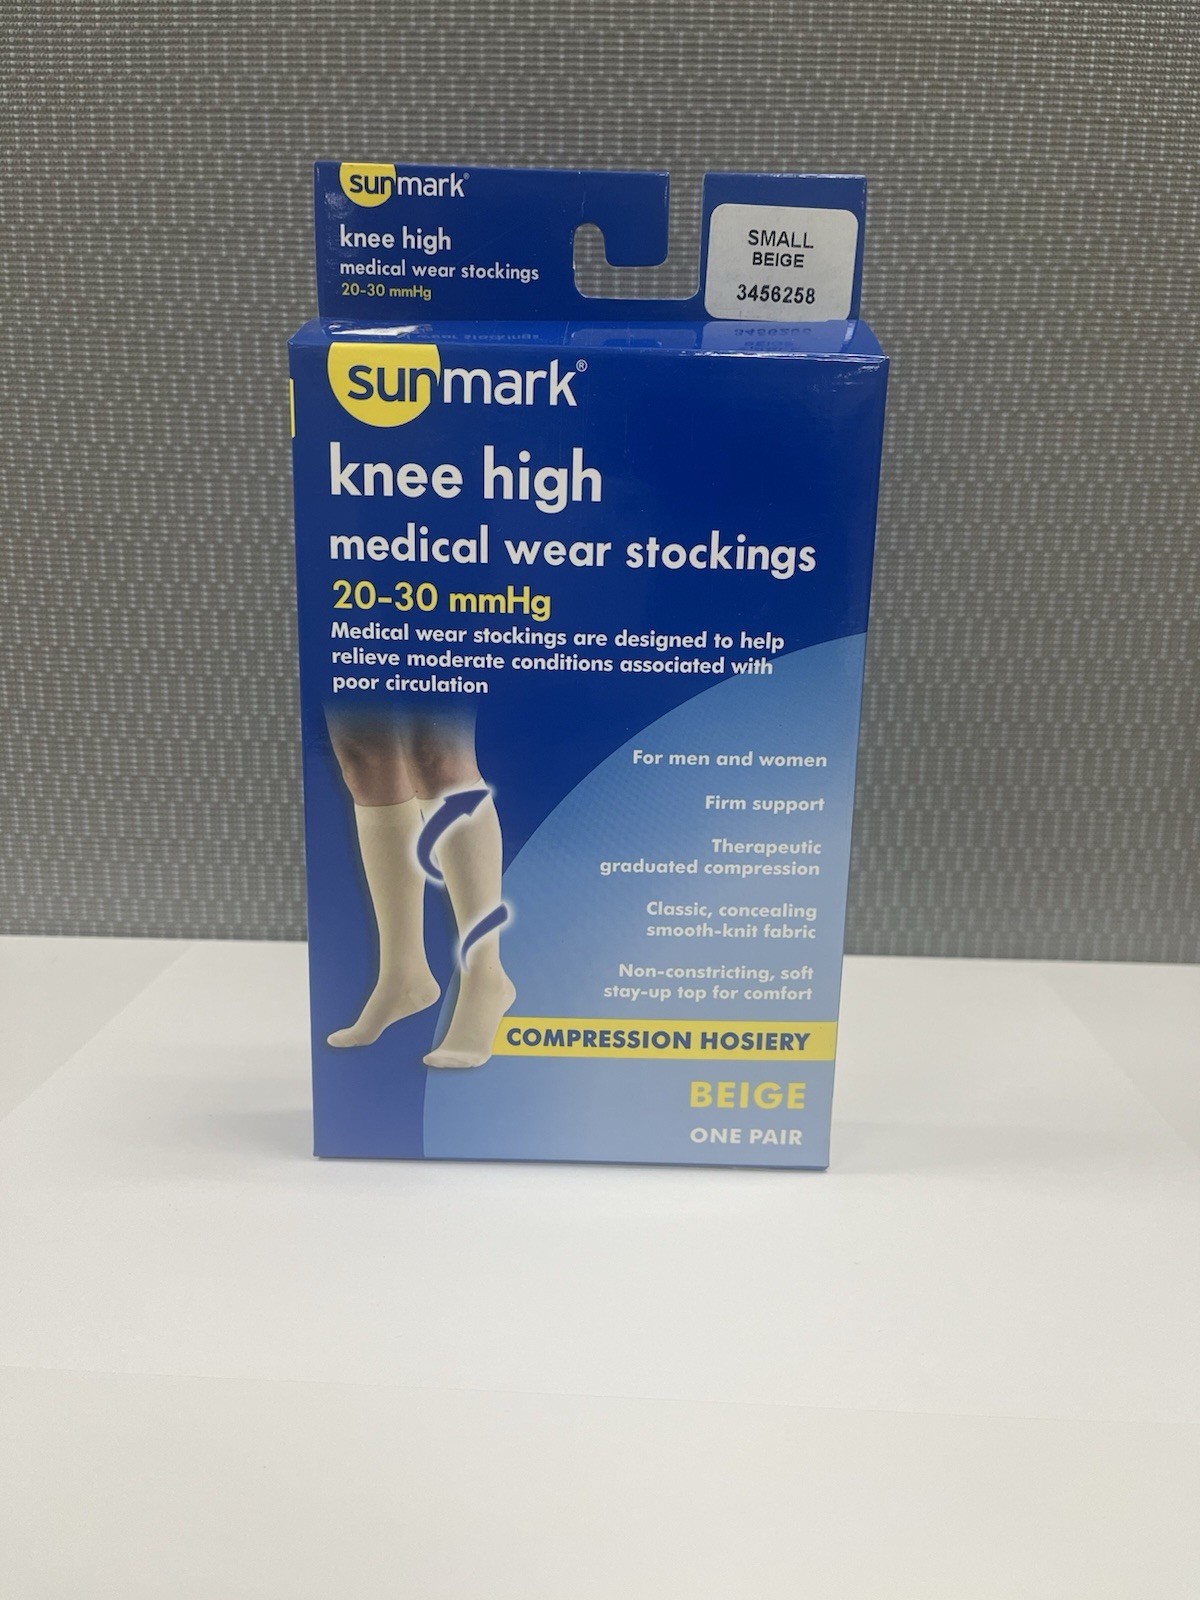 sunmark®
knee high
medical wear stockings
20-30 mmHg
SMALL
BEIGE
3456258
sunmark®
knee high
medical wear stockings
20-30 mmHg
Medical wear stockings are designed to help
relieve moderate conditions associated with
poor circulation
For men and women
Firm support
Therapeutic
graduated compression
Classic, concealing
smooth-knit fabric
Non-constricting, soft
stay-up top for comfort
COMPRESSION HOSIERY
BEIGE
ONE PAIR